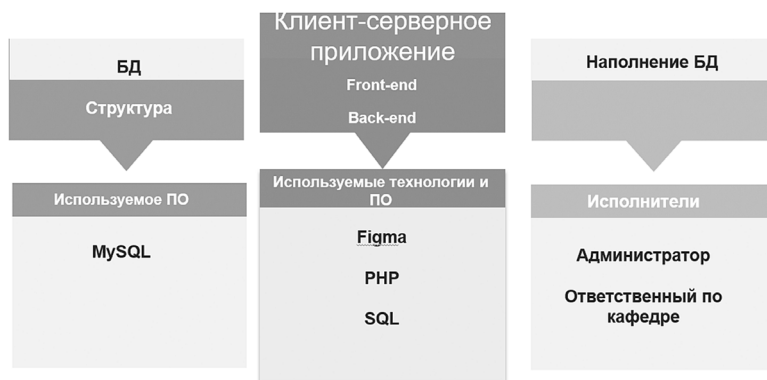 БД
Структура
Используемое ПО
MySQL
Клиент-серверное
приложение
Front-end
Back-end
Используемые технологии и
ПО
Figma
PHP
SQL
Наполнение БД
Исполнители
Администратор
Ответственный по
кафедре